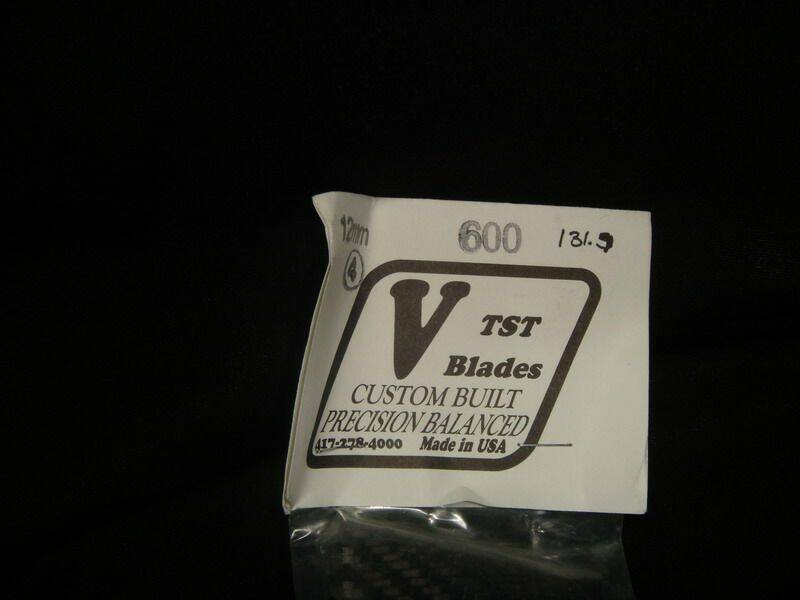 12mm
600
131.9
4
V
TST
Blades
CUSTOM BUILT
PRECISION BALANCED
417-278-4000 Made in USA